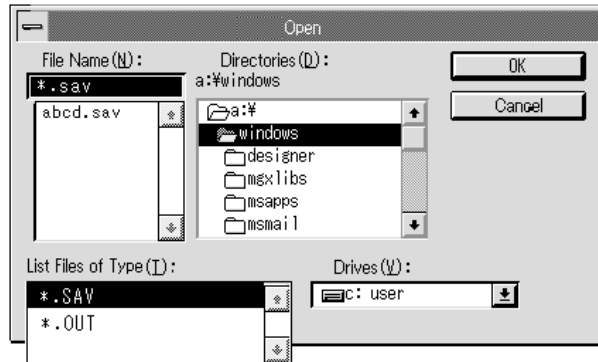 Open
File Name(N):
*.sav
abcd.sav
Directories(D):
a:¥windows
a:¥
windows
designer
mgxlibs
msapps
msmail
OK
Cancel
List Files of Type(T):
*.SAV
*.OUT
Drives(V):
c: user